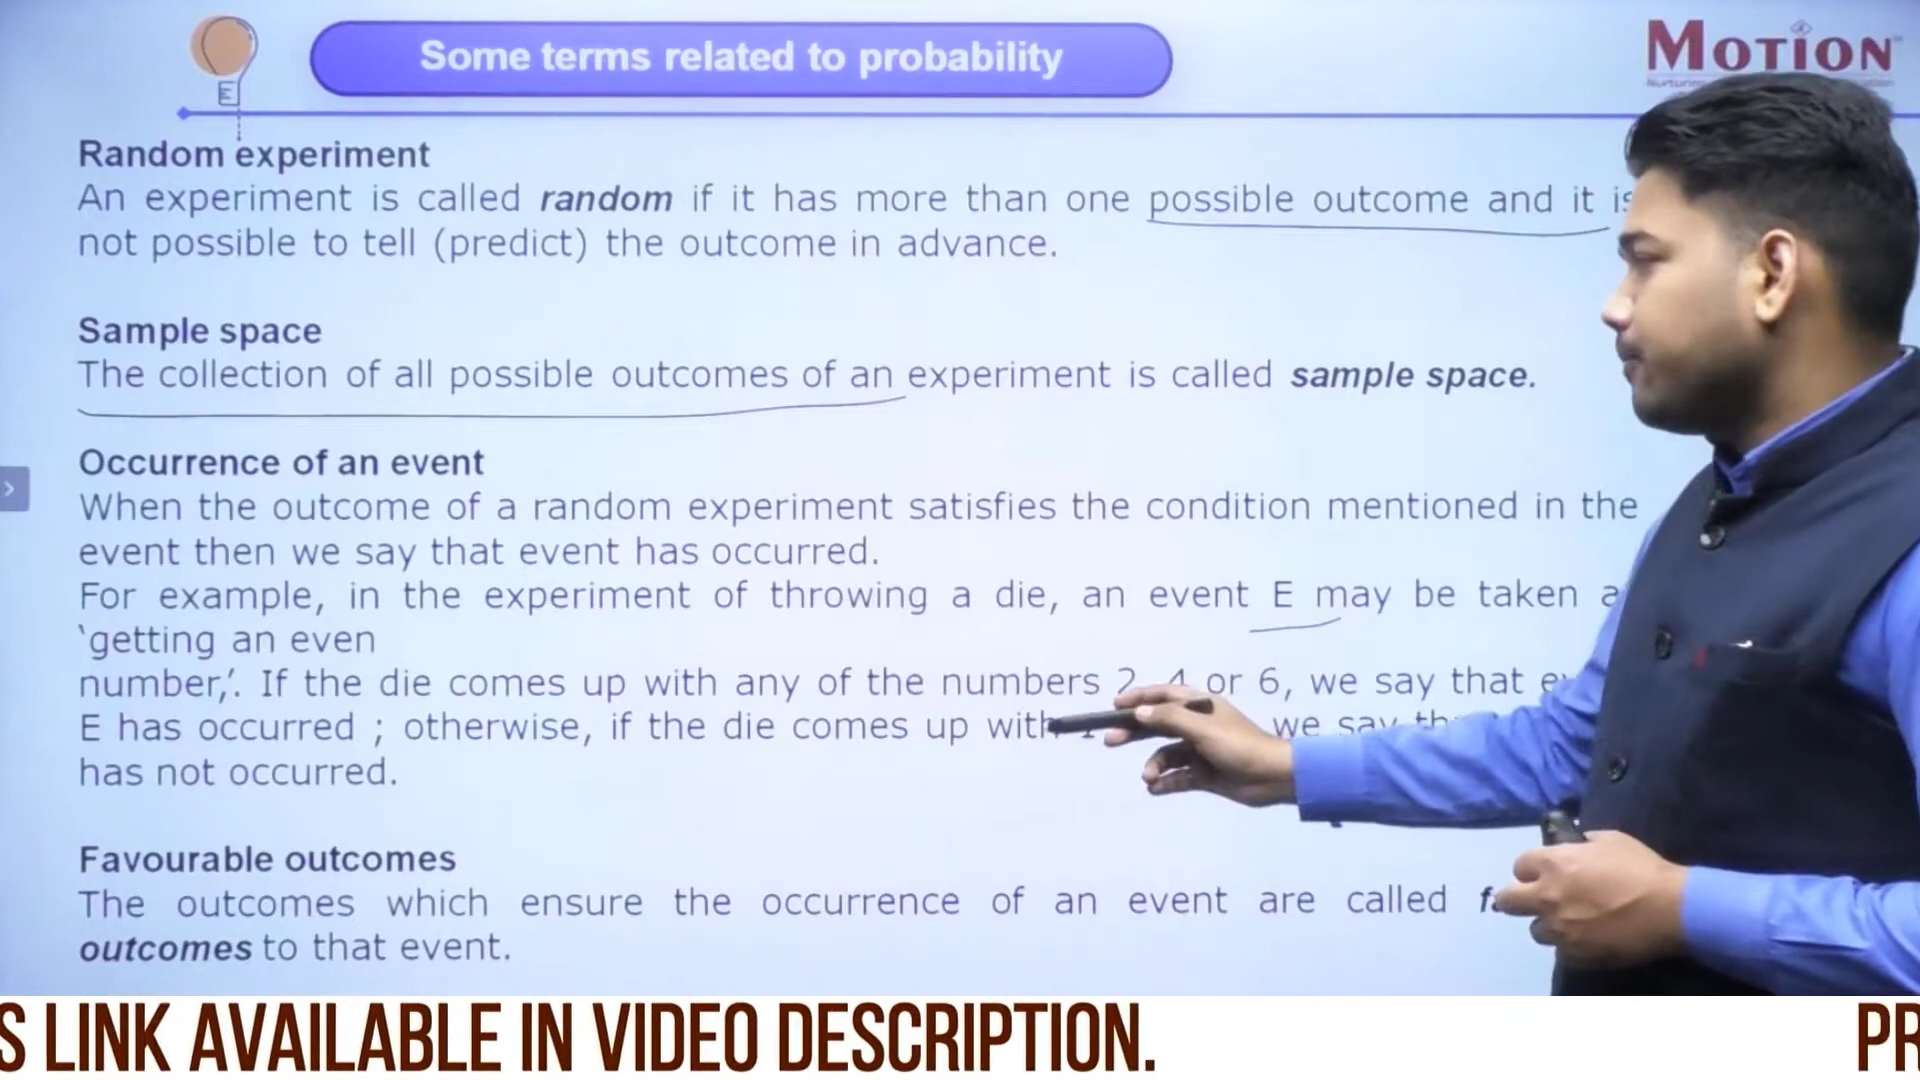 Some terms related to probability
MOTION
Random experiment
An experiment is called random if it has more than one possible outcome and it is
not possible to tell (predict) the outcome in advance.
Sample space
The collection of all possible outcomes of an experiment is called sample space.
Occurrence of an event
When the outcome of a random experiment satisfies the condition mentioned in the
event then we say that event has occurred.
For example, in the experiment of throwing a die, an event E may be taken
‘getting an even
number,’. If the die comes up with any of the numbers 2, 4 or 6, we say that
E has occurred ; otherwise, if the die comes up with we say
has not occurred.
Favourable outcomes
The outcomes which ensure the occurrence of an event are called
outcomes to that event.
S LINK AVAILABLE IN VIDEO DESCRIPTION. PR